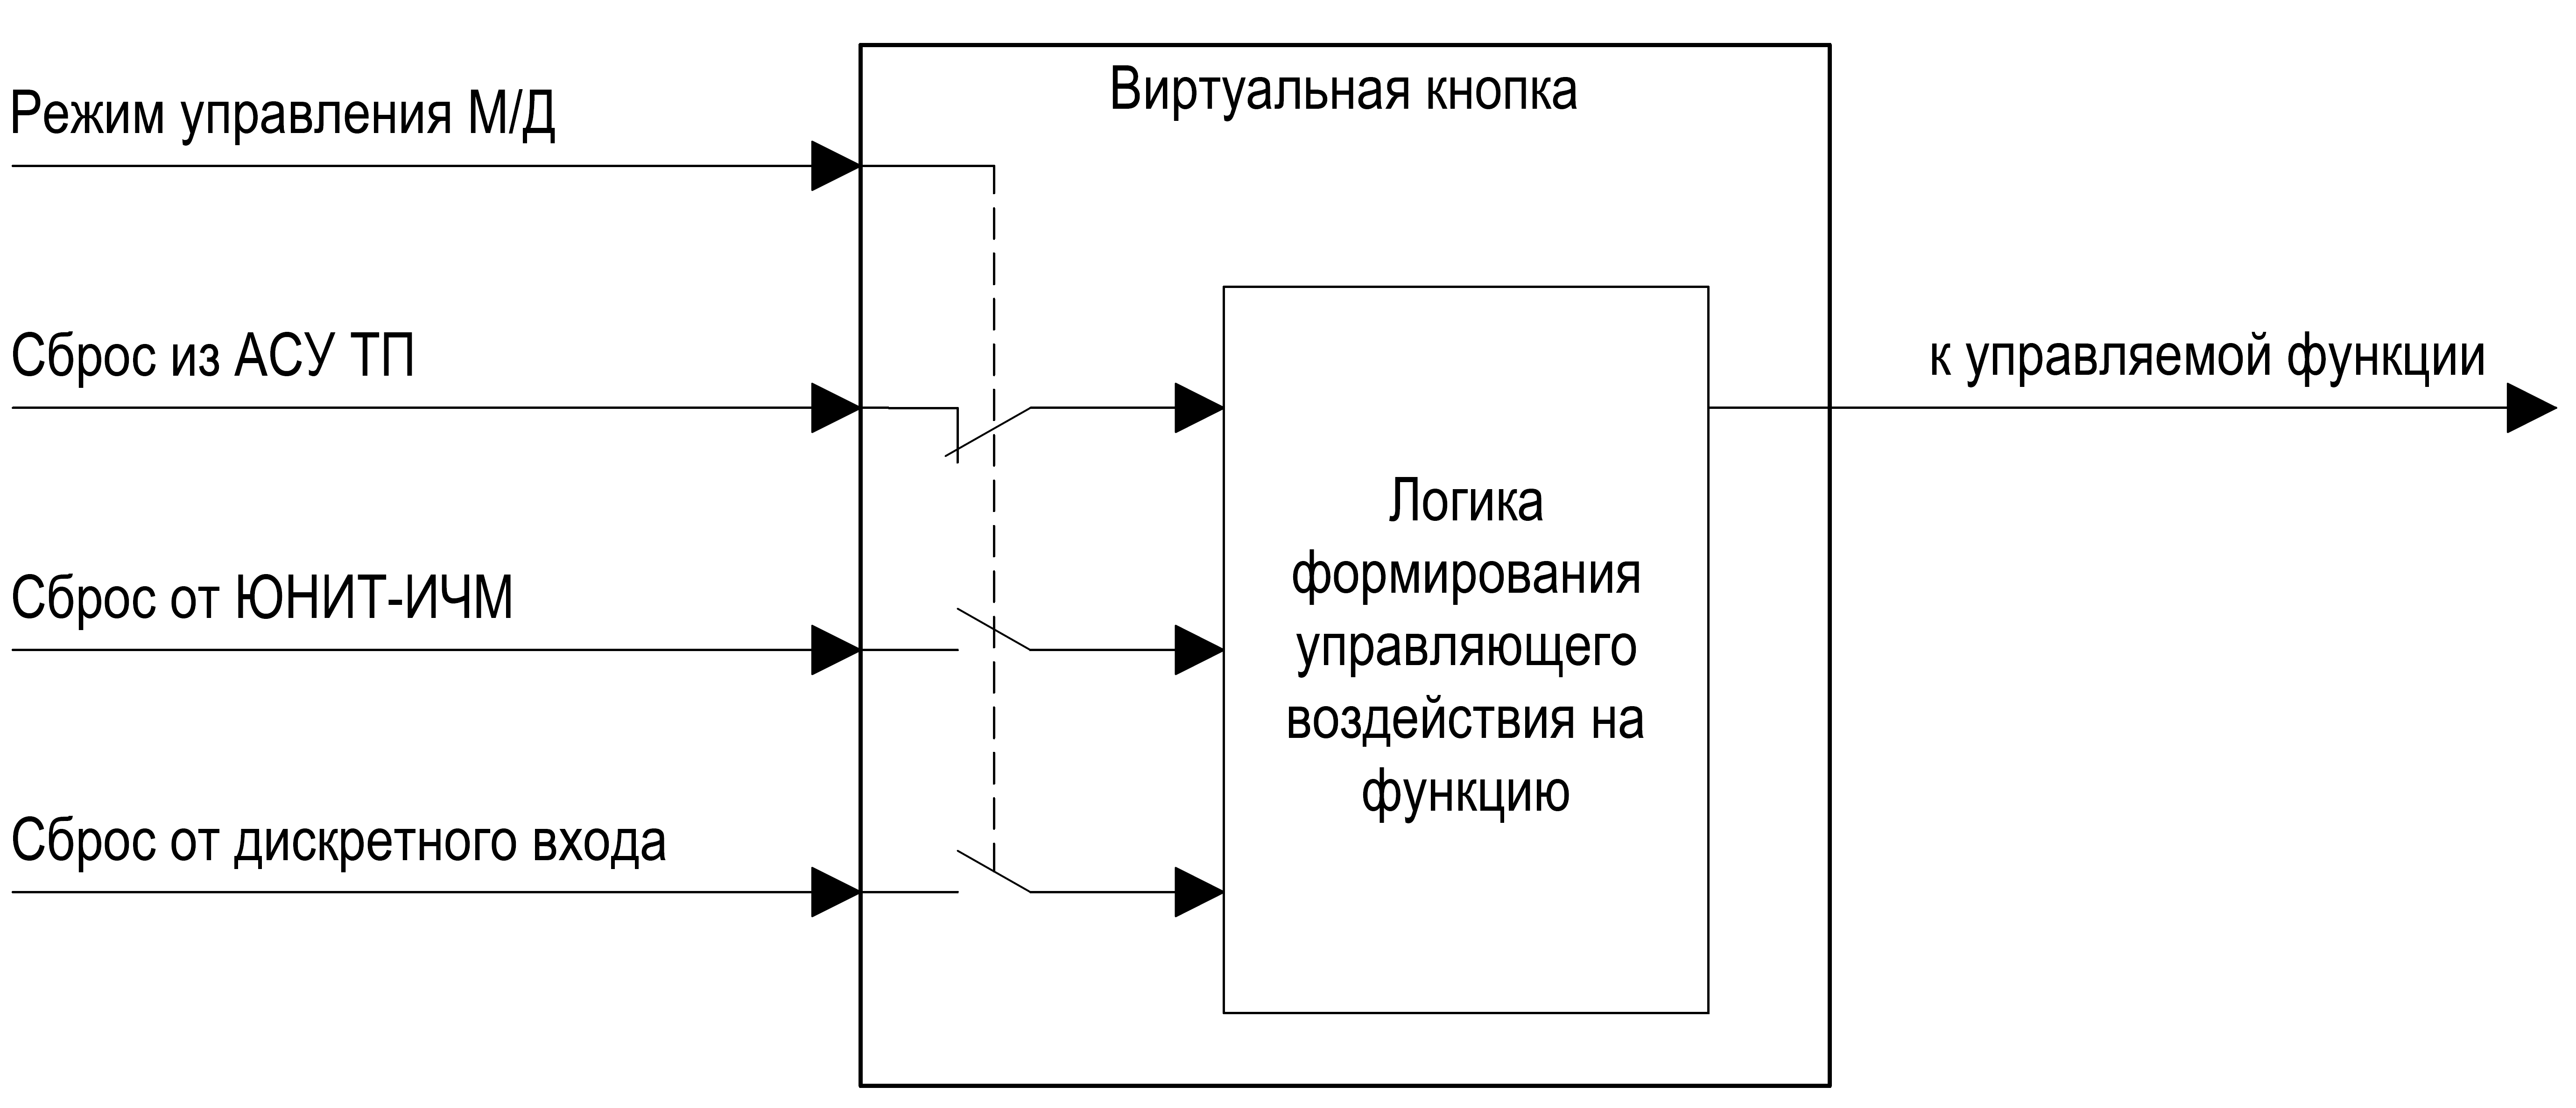 Виртуальная кнопка
Режим управления М/Д
Сброс из АСУ ТП
к управляемой функции
Логика
формирования
управляющего
воздействия на
функцию
Сброс от ЮНИТ-ИЧМ
Сброс от дискретного входа